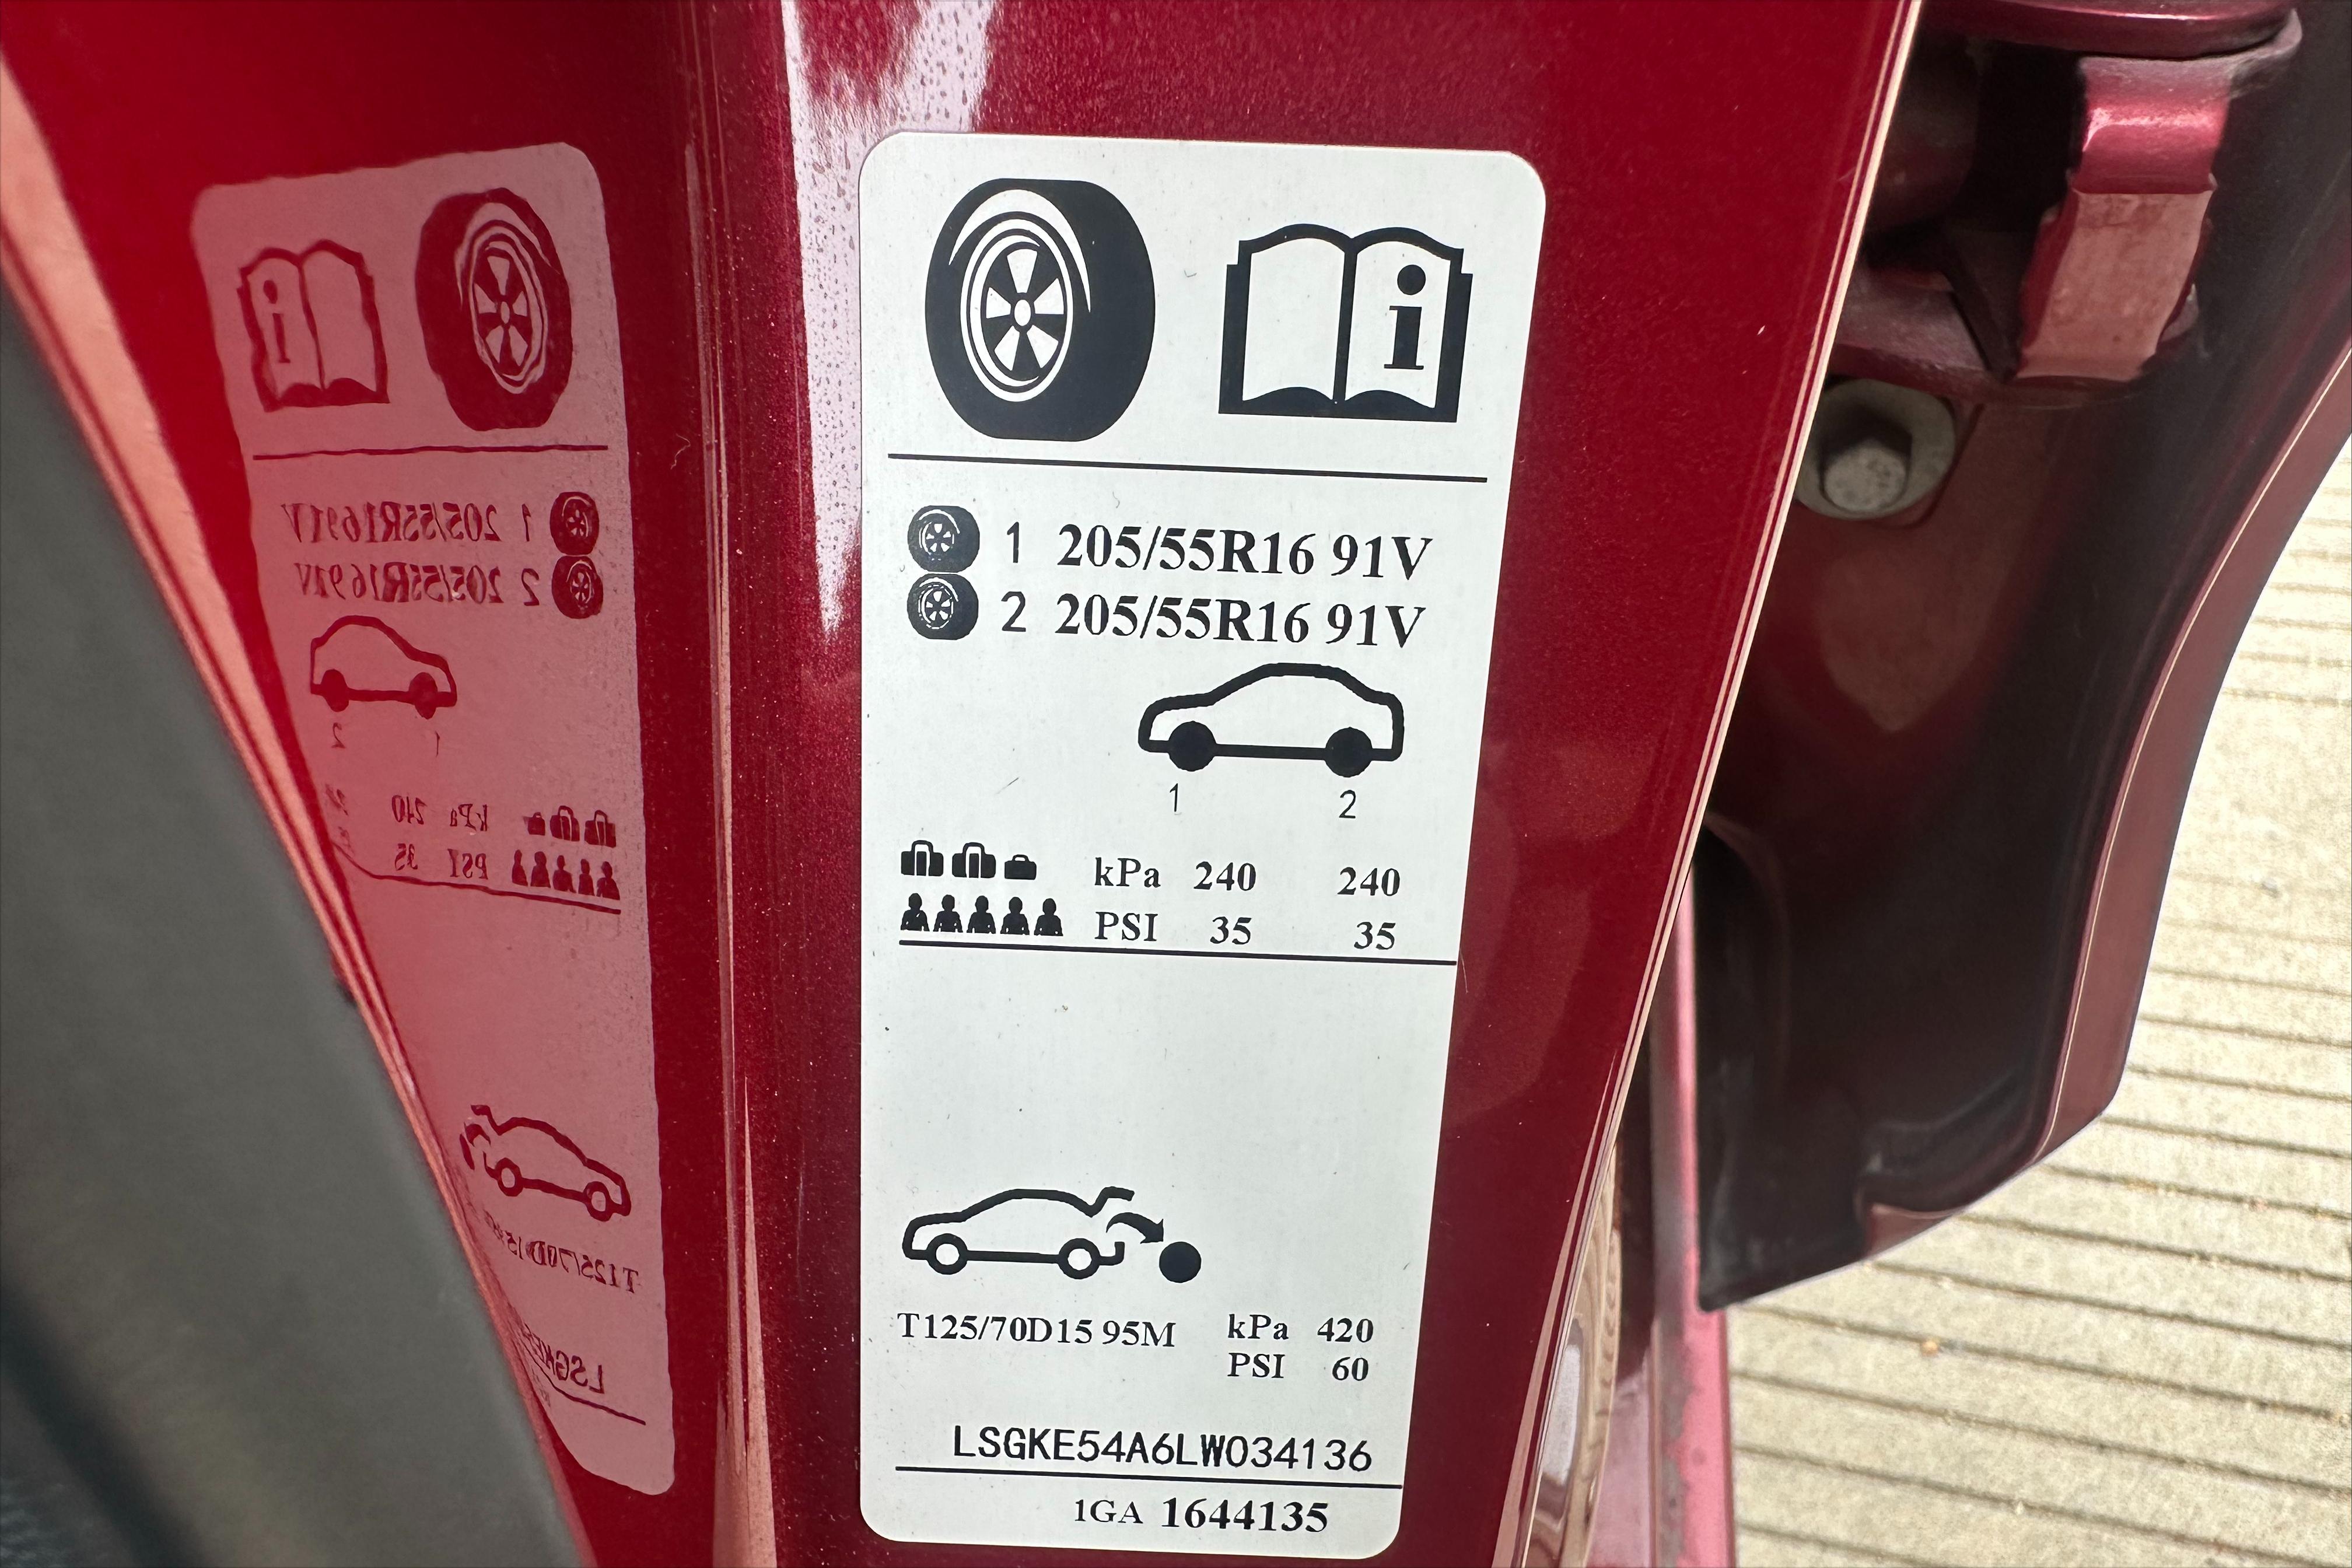 i
1 205/55R16 91V
2 205/55R16 91V
1 2
kPa 240 240
PSI 35 35
T125/70D15 95M kPa 420
PSI 60
LSGKE54A6LW034136
1GA 1644135